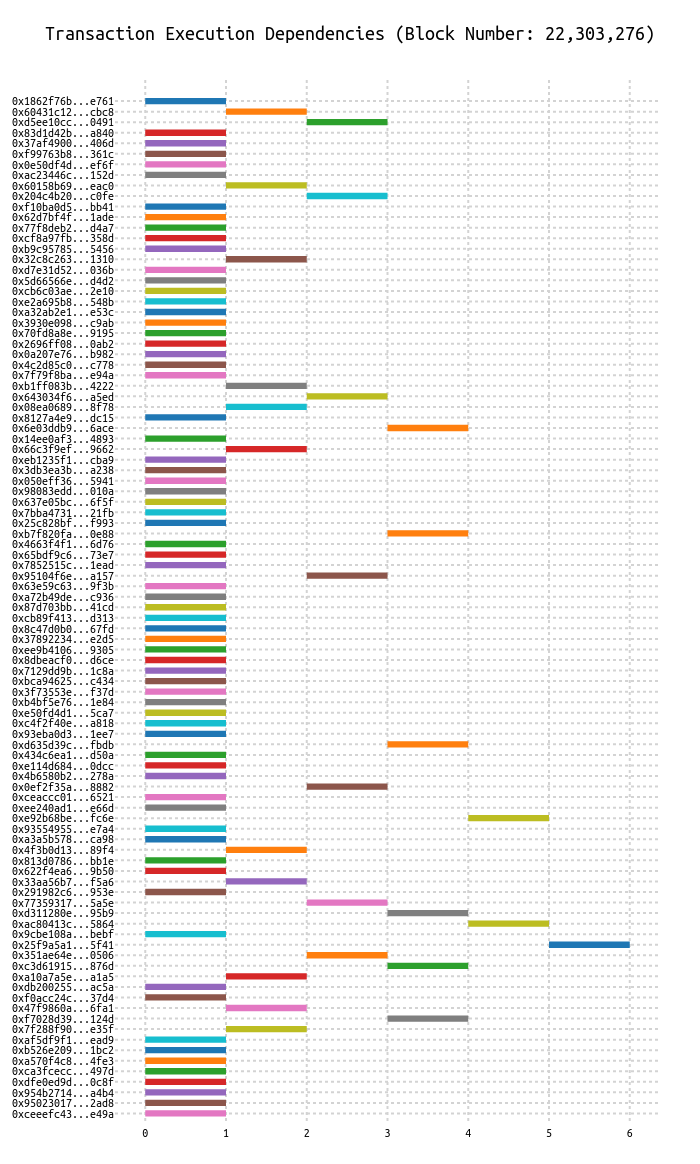 Transaction Execution Dependencies (Block Number: 22,303,276)
0x1862f76b...e761
0x60431c12...cbc8
0xd5ee10cc...0491
0x83d1d42b...a840
0x37af4900...406d
0xf99763b8...361c
0x0e50df4d...ef6f
0xac23446c...152d
0x60158b69...eac0
0x204c4b20...c0fe
0xf10ba0d5...bb41
0x62d7bf4f...1ade
0x77f8deb2...d4a7
0xcf8a97fb...358d
0xb9c95785...5456
0x32c8c263...1310
0xd7e31d52...036b
0x5d66566e...d4d2
0xcb6c03ae...2e10
0xe2a695b8...548b
0xa32ab2e1...e53c
0x3930e098...c9ab
0x70fd8a8e...9195
0x2696ff08...0ab2
0x0a207e76...b982
0x4c2d85c0...c778
0x7f79f8ba...e94a
0xb1ff083b...4222
0x643034f6...a5ed
0x08ea0689...8f78
0x8127a4e9...dc15
0x6e03ddb9...6ace
0x14ee0af3...4893
0x66c3f9ef...9662
0xeb1235f1...cba9
0x3db3ea3b...a238
0x050eff36...5941
0x98083edd...010a
0x637e05bc...6f5f
0x7bba4731...21fb
0x25c828bf...f993
0xb7f820fa...0e88
0x4663f4f1...6d76
0x65bdf9c6...73e7
0x7852515c...1ead
0x95104f6e...a157
0x63e59c63...9f3b
0xa72b49de...c936
0x87d703bb...41cd
0xcb89f413...d313
0x8c47d0b0...67fd
0x37892234...e2d5
0xee9b4106...9305
0x8dbeacf0...d6ce
0x7129dd9b...1c8a
0xbca94625...c434
0x3f73553e...f37d
0xb4bf5e76...1e84
0xe50fd4d1...5ca7
0xc4f2f40e...a818
0x93eba0d3...1ee7
0xd635d39c...fbdb
0x434c6ea1...d50a
0xe114d684...0dcc
0x4b6580b2...278a
0x0ef2f35a...8882
0xceaccc01...6521
0xee240ad1...e66d
0xe92b68be...fc6e
0x93554955...e7a4
0xa3a5b578...ca98
0x4f3b0d13...89f4
0x813d0786...bb1e
0x622f4ea6...9b50
0x33aa56b7...f5a6
0x291982c6...953e
0x77359317...5a5e
0xd311280e...95b9
0xac80413c...5864
0x9cbe108a...bebf
0x25f9a5a1...5f41
0x351ae64e...0506
0xc3d61915...876d
0xa10a7a5e...a1a5
0xdb200255...ac5a
0xf0acc24c...37d4
0x47f9860a...6fa1
0xf7028d39...124d
0x7f288f90...e35f
0xaf5df9f1...ead9
0xb526e209...1bc2
0xa570f4c8...4fe3
0xca3fcecc...497d
0xdfe0ed9d...0c8f
0x954b2714...a4b4
0x95023017...2ad8
0xceeefc43...e49a
0 1 2 3 4 5 6